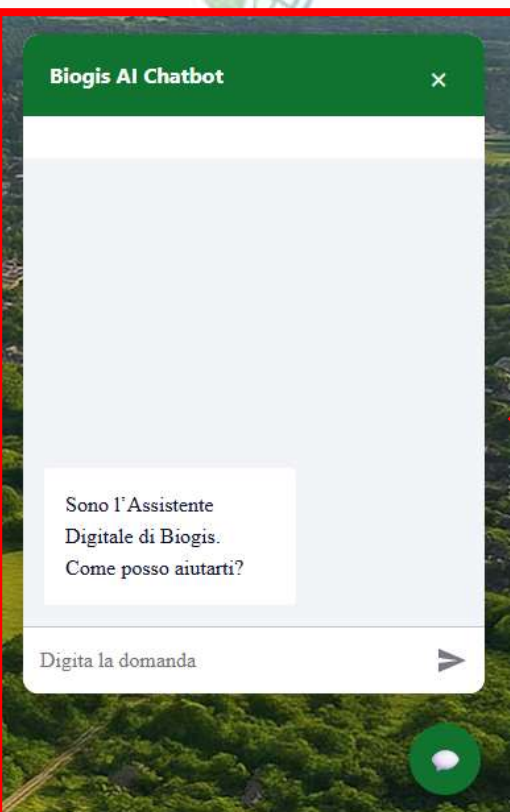 Biogis AI Chatbot
Sono l'Assistente
Digitale di Biogis.
Come posso aiutarti?
Digita la domanda